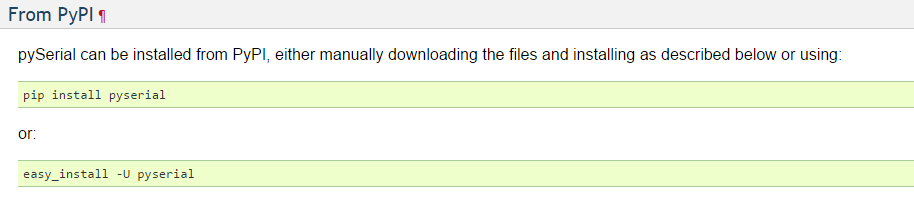 From PyPI ¶
pySerial can be installed from PyPI, either manually downloading the files and installing as described below or using:
pip install pyserial
or:
easy_install -U pyserial